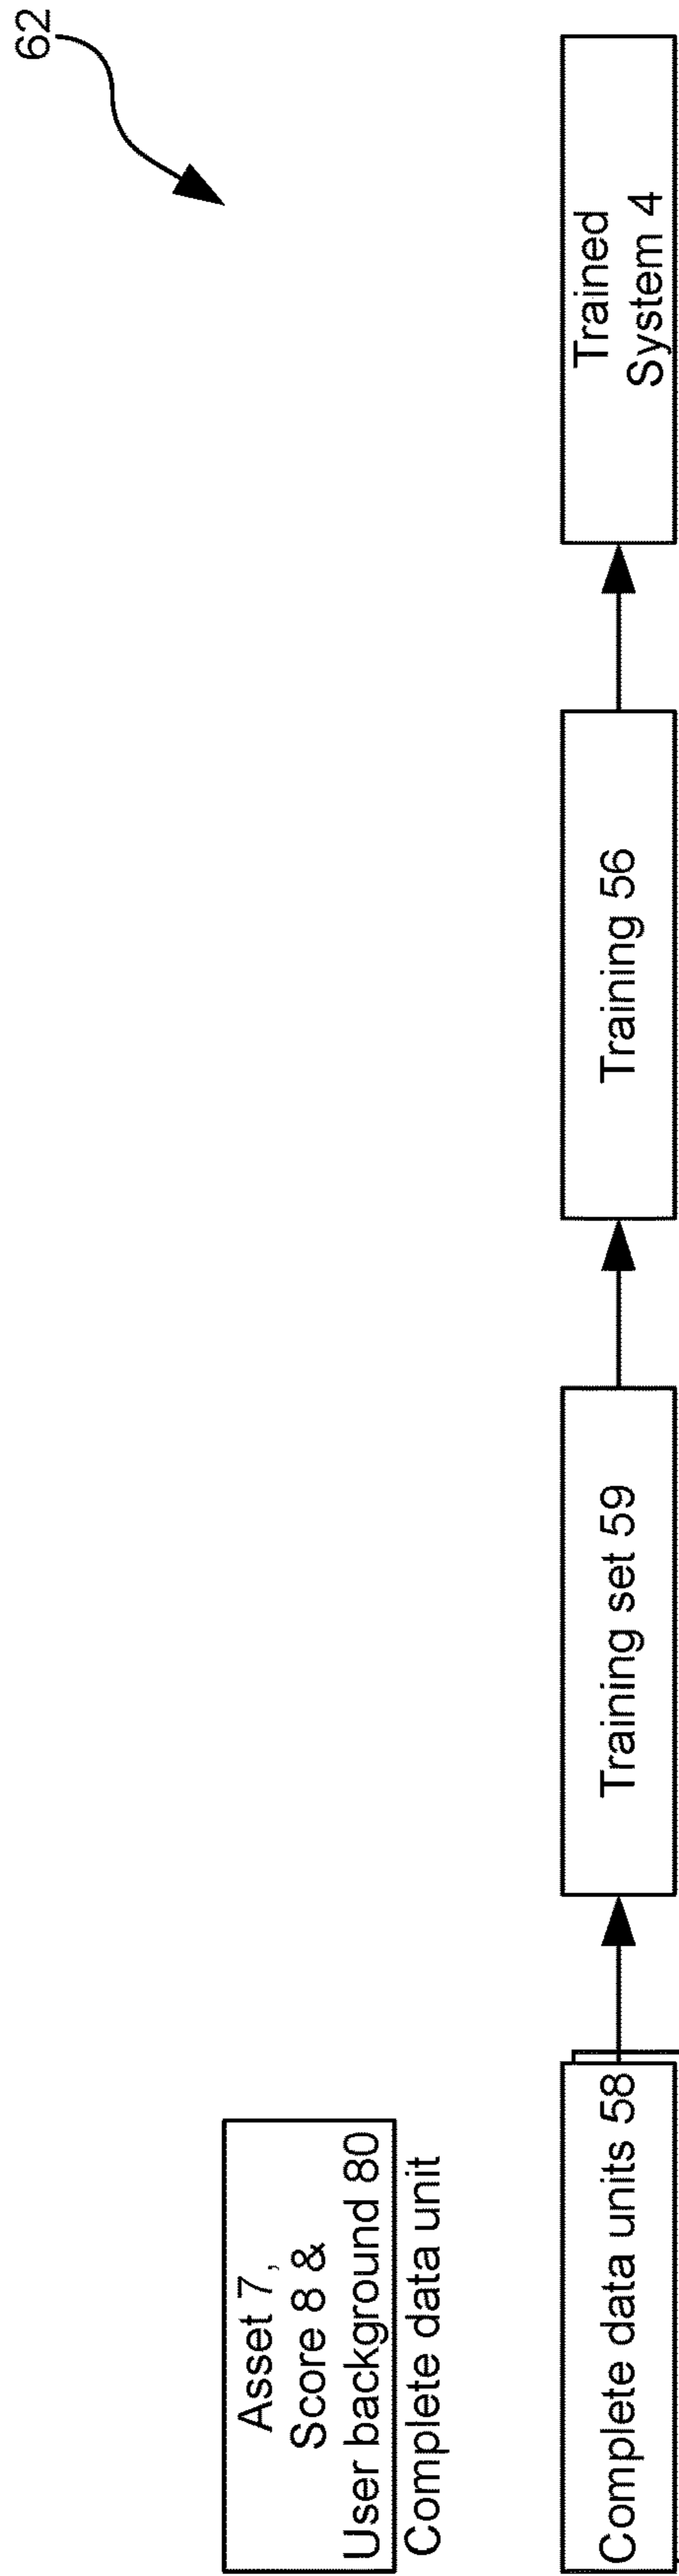 62
Asset 7,
Score 8 &
User background 80
Complete data unit
Complete data units 58
Training set 59
Training 56
Trained
System 4